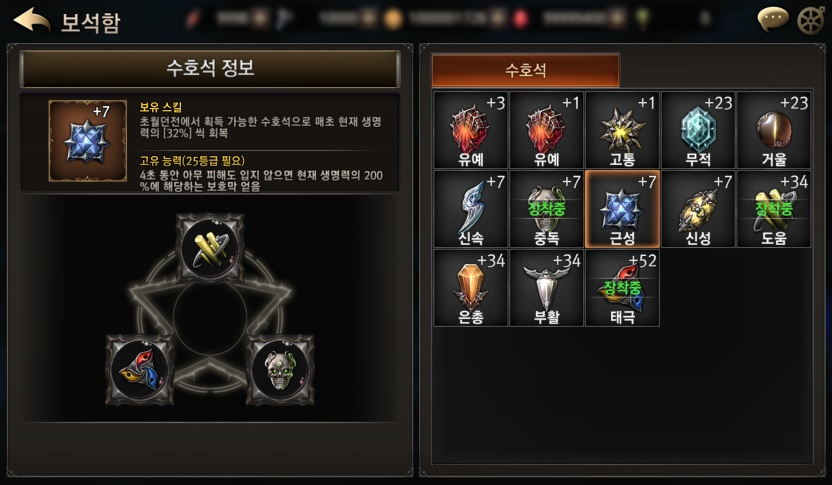 보석함
수호석 정보
+7
보유 스킬
초월던전에서 획득 가능한 수호석으로 매초 현재 생명
력의 [32%] 씩 회복
고유 능력(25등급 필요)
4초 동안 아무 피해도 입지 않으면 현재 생명력의 200
%에 해당하는 보호막 얻음
수호석
+3 +1 +1 +23 +23
유예 유예 고통 무적 거울
+7 +7 +7 +7 +34
장착중 장착중
신속 중독 근성 신성 도움
+34 +34 +52
장착중
은총 부활 태극